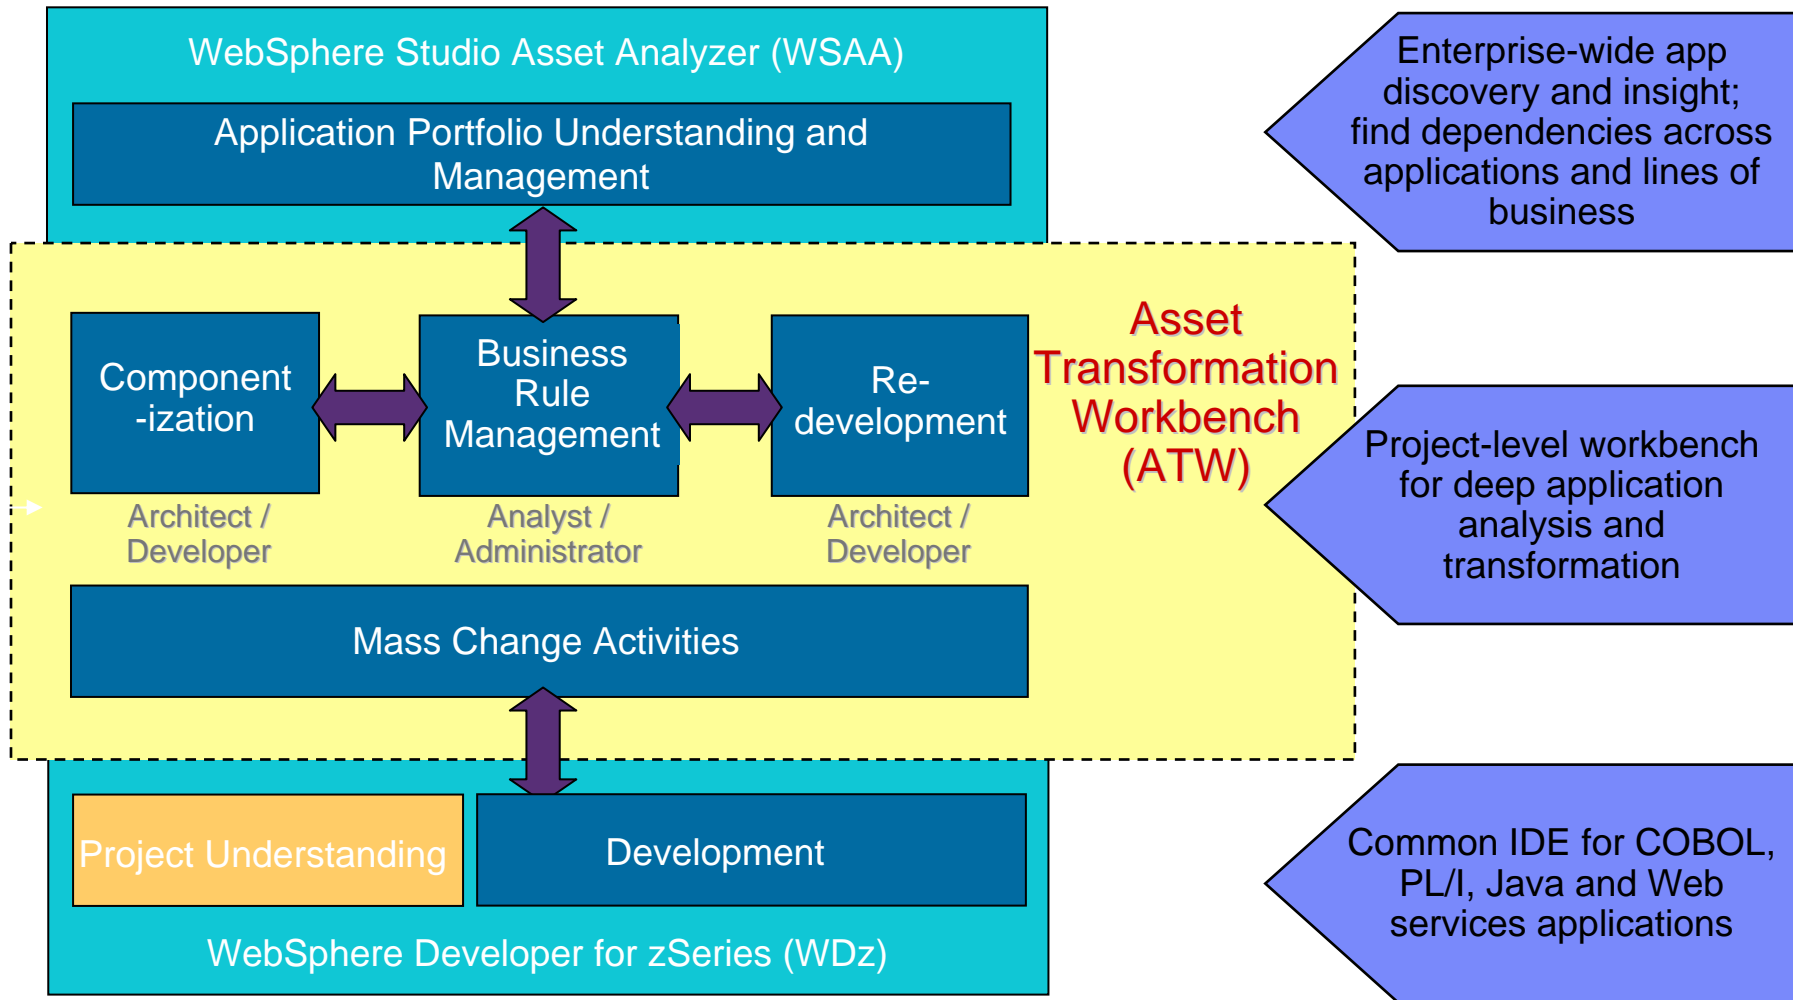 WebSphere Studio Asset Analyzer (WSAA)
Application Portfolio Understanding and
Management
Enterprise-wide app
discovery and insight;
find dependencies across
applications and lines of
business
Component
-ization
Business
Rule
Management
Re-
development
Asset
Transformation
Workbench
(ATW)
Architect /
Developer
Analyst /
Administrator
Architect /
Developer
Project-level workbench
for deep application
analysis and
transformation
Mass Change Activities
Project Understanding
Development
WebSphere Developer for zSeries (WDz)
Common IDE for COBOL,
PL/I, Java and Web
services applications